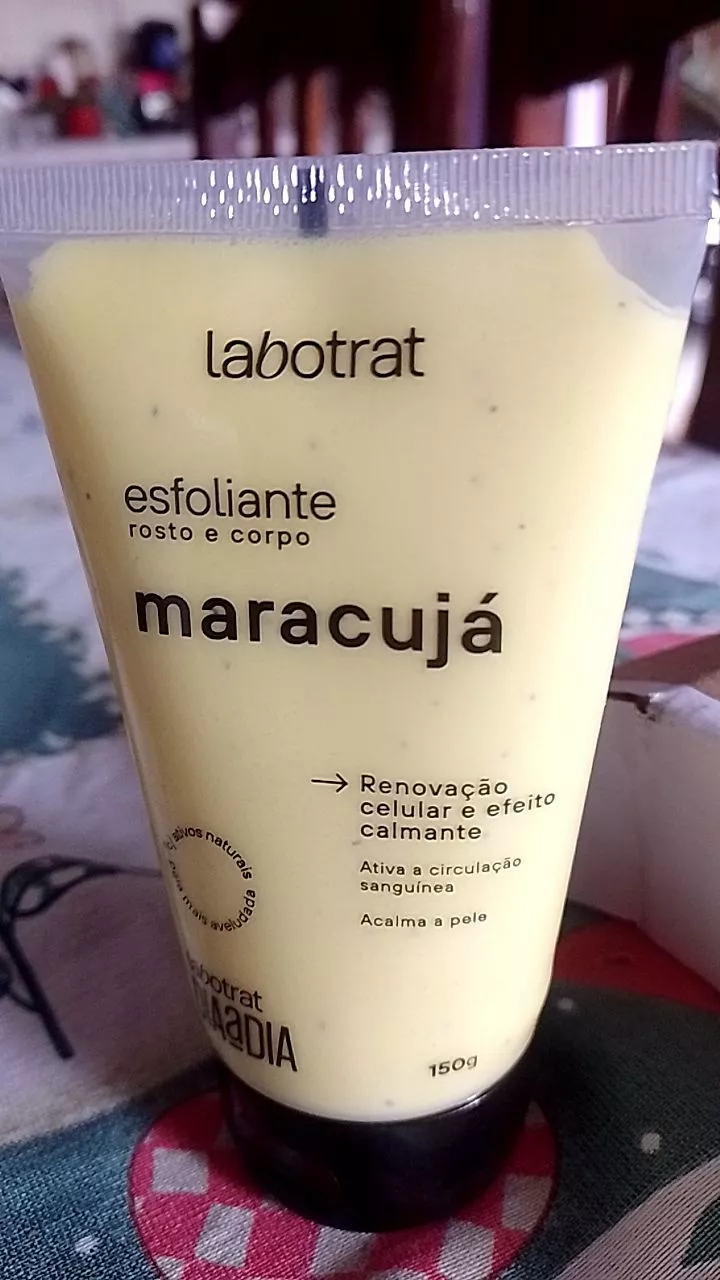 labotrat
esfoliante
rosto e corpo
maracujá
→ Renovação
celular e efeito
calmante
Ativa a circulação
sanguínea
Acalma a pele
ativos naturais
pele mais aveludada
labotrat
DIAaDIA
150g